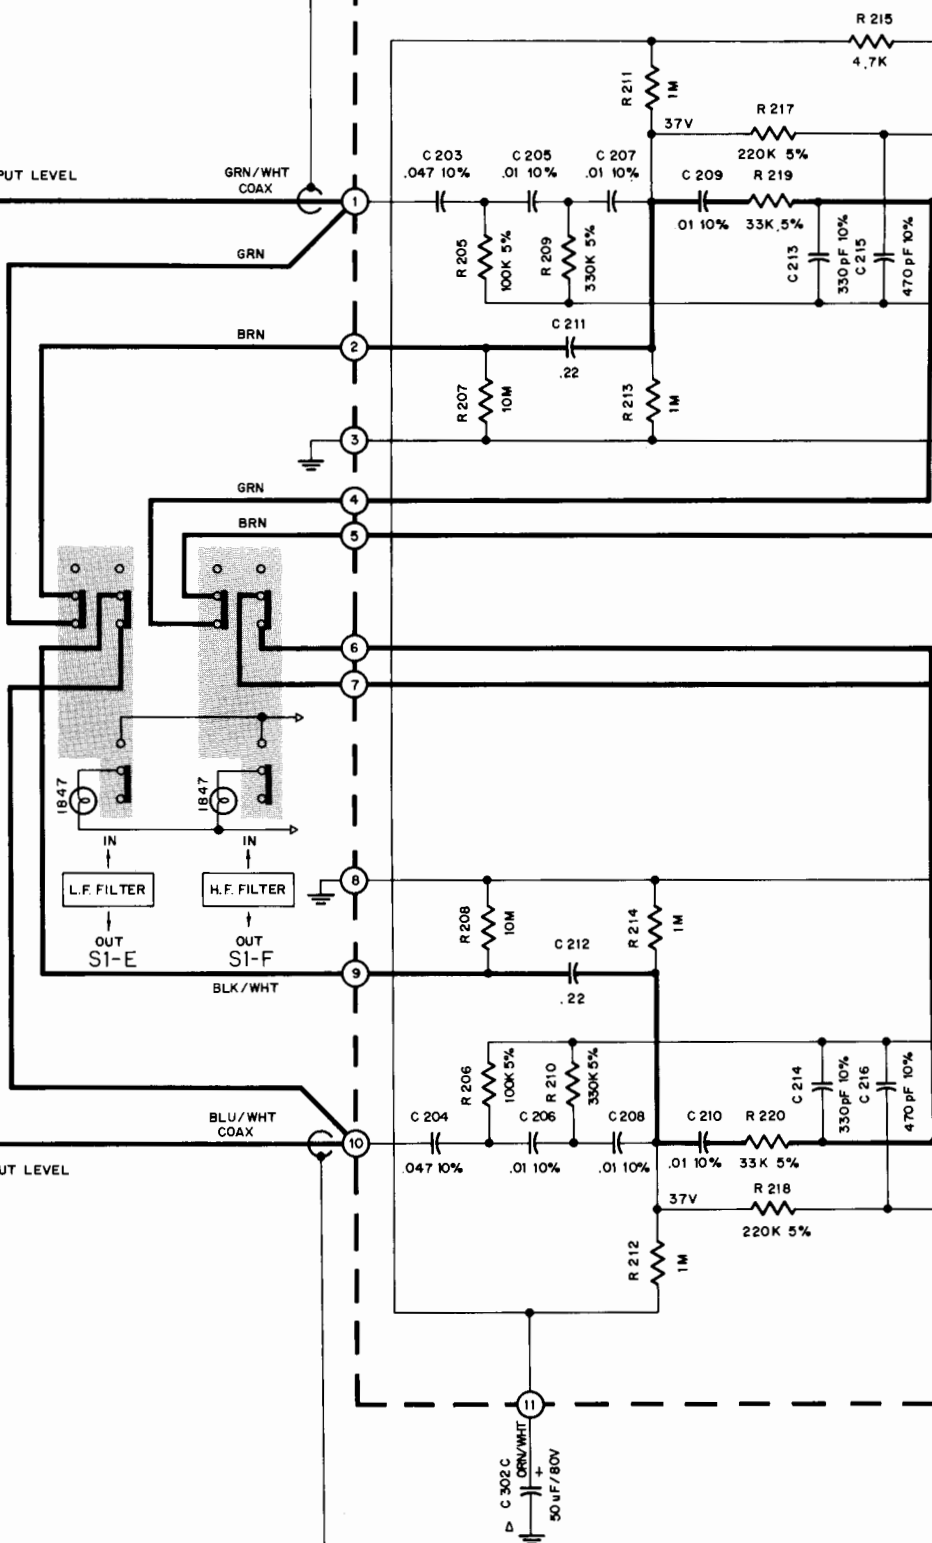 R 215
4.7K
R 211
1M
37V
R 217
220K 5%
PUT LEVEL
GRN/WHT
COAX
1
C 203
.047 10%
C 205
.01 10%
C 207
.01 10%
C 209
.01 10%
R 219
33K 5%
GRN
R 205
100K 5%
R 209
330K 5%
C 213
330pF 10%
C 215
470pF 10%
BRN
2
C 211
.22
R 207
10M
R 213
1M
3
GRN
4
BRN
5
6
7
1847
1847
IN
IN
L.F. FILTER
H.F. FILTER
OUT
OUT
S1-E
S1-F
8
R 208
10M
C 212
.22
R 214
1M
9
BLK/WHT
R 206
100K 5%
R 210
330K 5%
C 214
330pF 10%
C 216
470pF 10%
BLU/WHT
COAX
10
C 204
.047 10%
C 206
.01 10%
C 208
.01 10%
C 210
.01 10%
R 220
33K 5%
UT LEVEL
37V
R 218
220K 5%
R 212
1M
11
ORN/WHT
C 302 C
+
50 uF/80V